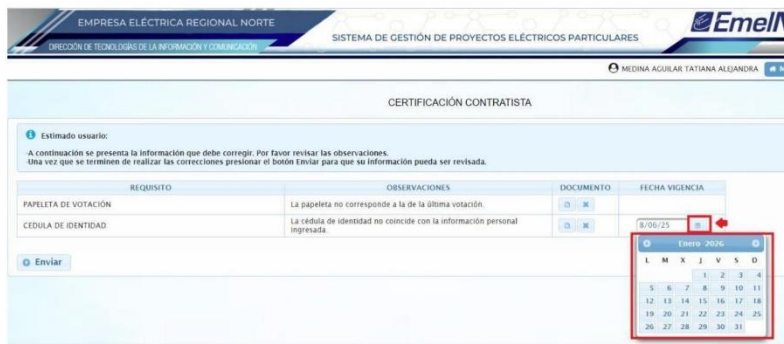 EMPRESA ELÉCTRICA REGIONAL NORTE
DIRECCIÓN DE TECNOLOGÍAS DE LA INFORMACIÓN Y COMUNICACIÓN
SISTEMA DE GESTIÓN DE PROYECTOS ELÉCTRICOS PARTICULARES
EmelN
MEDINA AGUILAR TATIANA ALEJANDRA
CERTIFICACIÓN CONTRATISTA
Estimado usuario:
-A continuación se presenta la información que debe corregir. Por favor revisar las observaciones.
-Una vez que se terminen de realizar las correcciones presionar el botón Enviar para que su información pueda ser revisada.
REQUISITO OBSERVACIONES DOCUMENTO FECHA VIGENCIA
PAPELETA DE VOTACIÓN La papeleta no corresponde a la de la última votación.
CEDULA DE IDENTIDAD La cédula de identidad no coincide con la información personal ingresada. 8/06/25
Enviar
Enero 2026
L M X J V S D
1 2 3 4
5 6 7 8 9 10 11
12 13 14 15 16 17 18
19 20 21 22 23 24 25
26 27 28 29 30 31